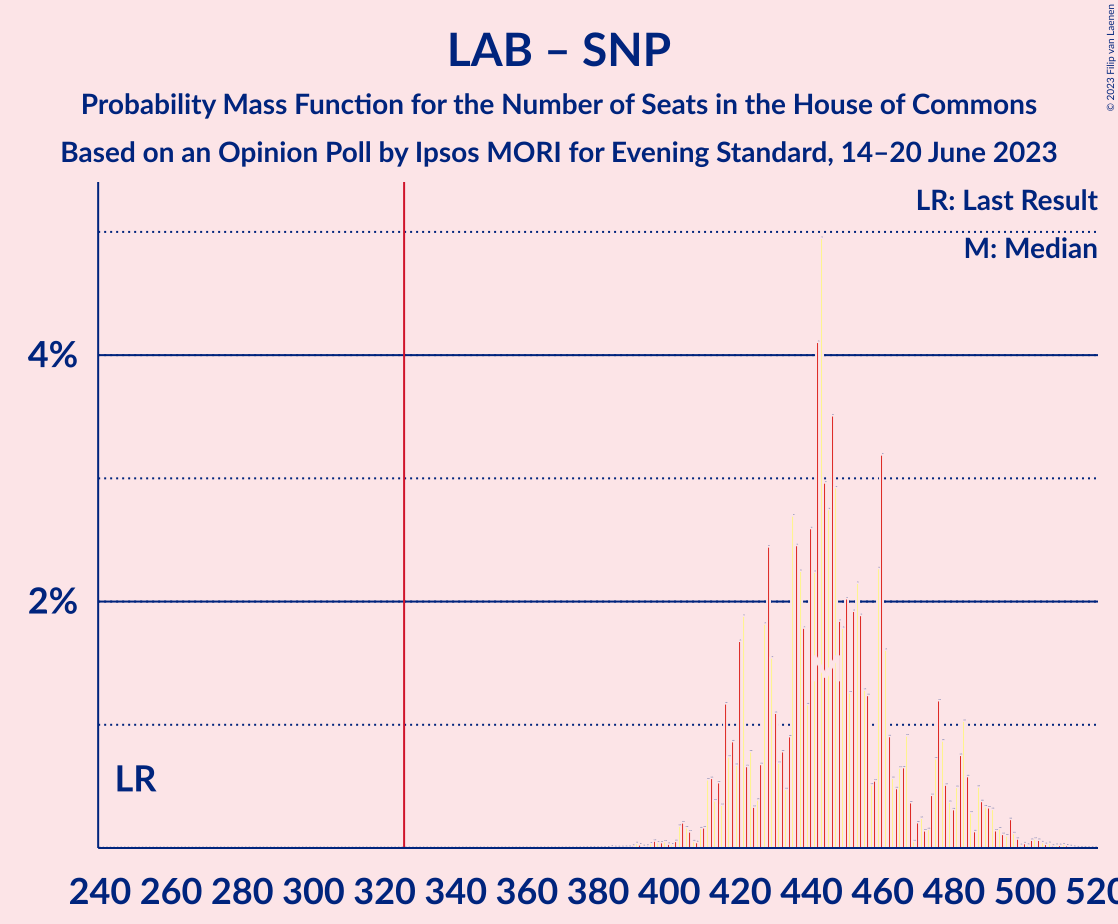 LAB – SNP
Probability Mass Function for the Number of Seats in the House of Commons
Based on an Opinion Poll by Ipsos MORI for Evening Standard, 14–20 June 2023
© 2023 Filip van Laenen
LR: Last Result
M: Median
4%
2%
LR
240 260 280 300 320 340 360 380 400 420 440 460 480 500 520